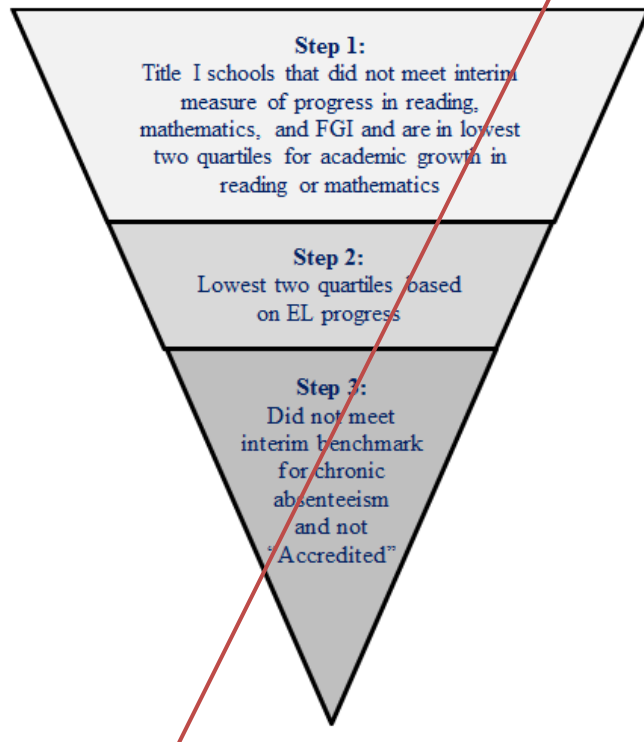 Step 1:
Title I schools that did not meet interim
measure of progress in reading,
mathematics, and FGI and are in lowest
two quartiles for academic growth in
reading or mathematics
Step 2:
Lowest two quartiles based
on EL progress
Step 3:
Did not meet
interim benchmark
for chronic
absenteeism
and not
“Accredited”